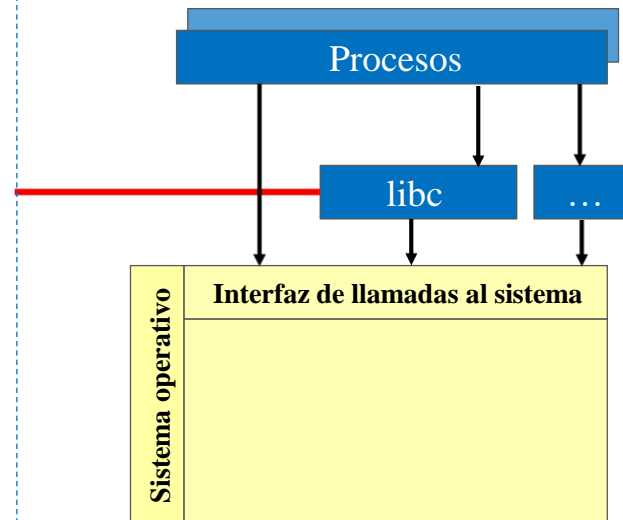 Procesos
libc
…
Interfaz de llamadas al sistema
Sistema operativo